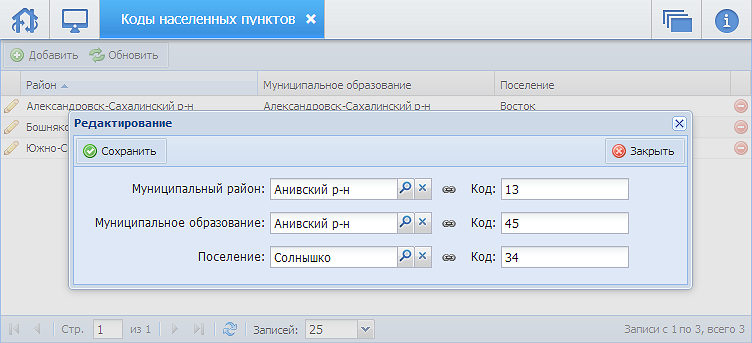 Коды населенных пунктов
Добавить Обновить
Район Муниципальное образование Поселение
Александровск-Сахалинский р-н Александровск-Сахалинский р-н Восток
Бошняко
Южно-С
Редактирование
Сохранить Закрыть
Муниципальный район: Анивский р-н Код: 13
Муниципальное образование: Анивский р-н Код: 45
Поселение: Солнышко Код: 34
Стр. 1 из 1 Записей: 25 Записи с 1 по 3, всего 3